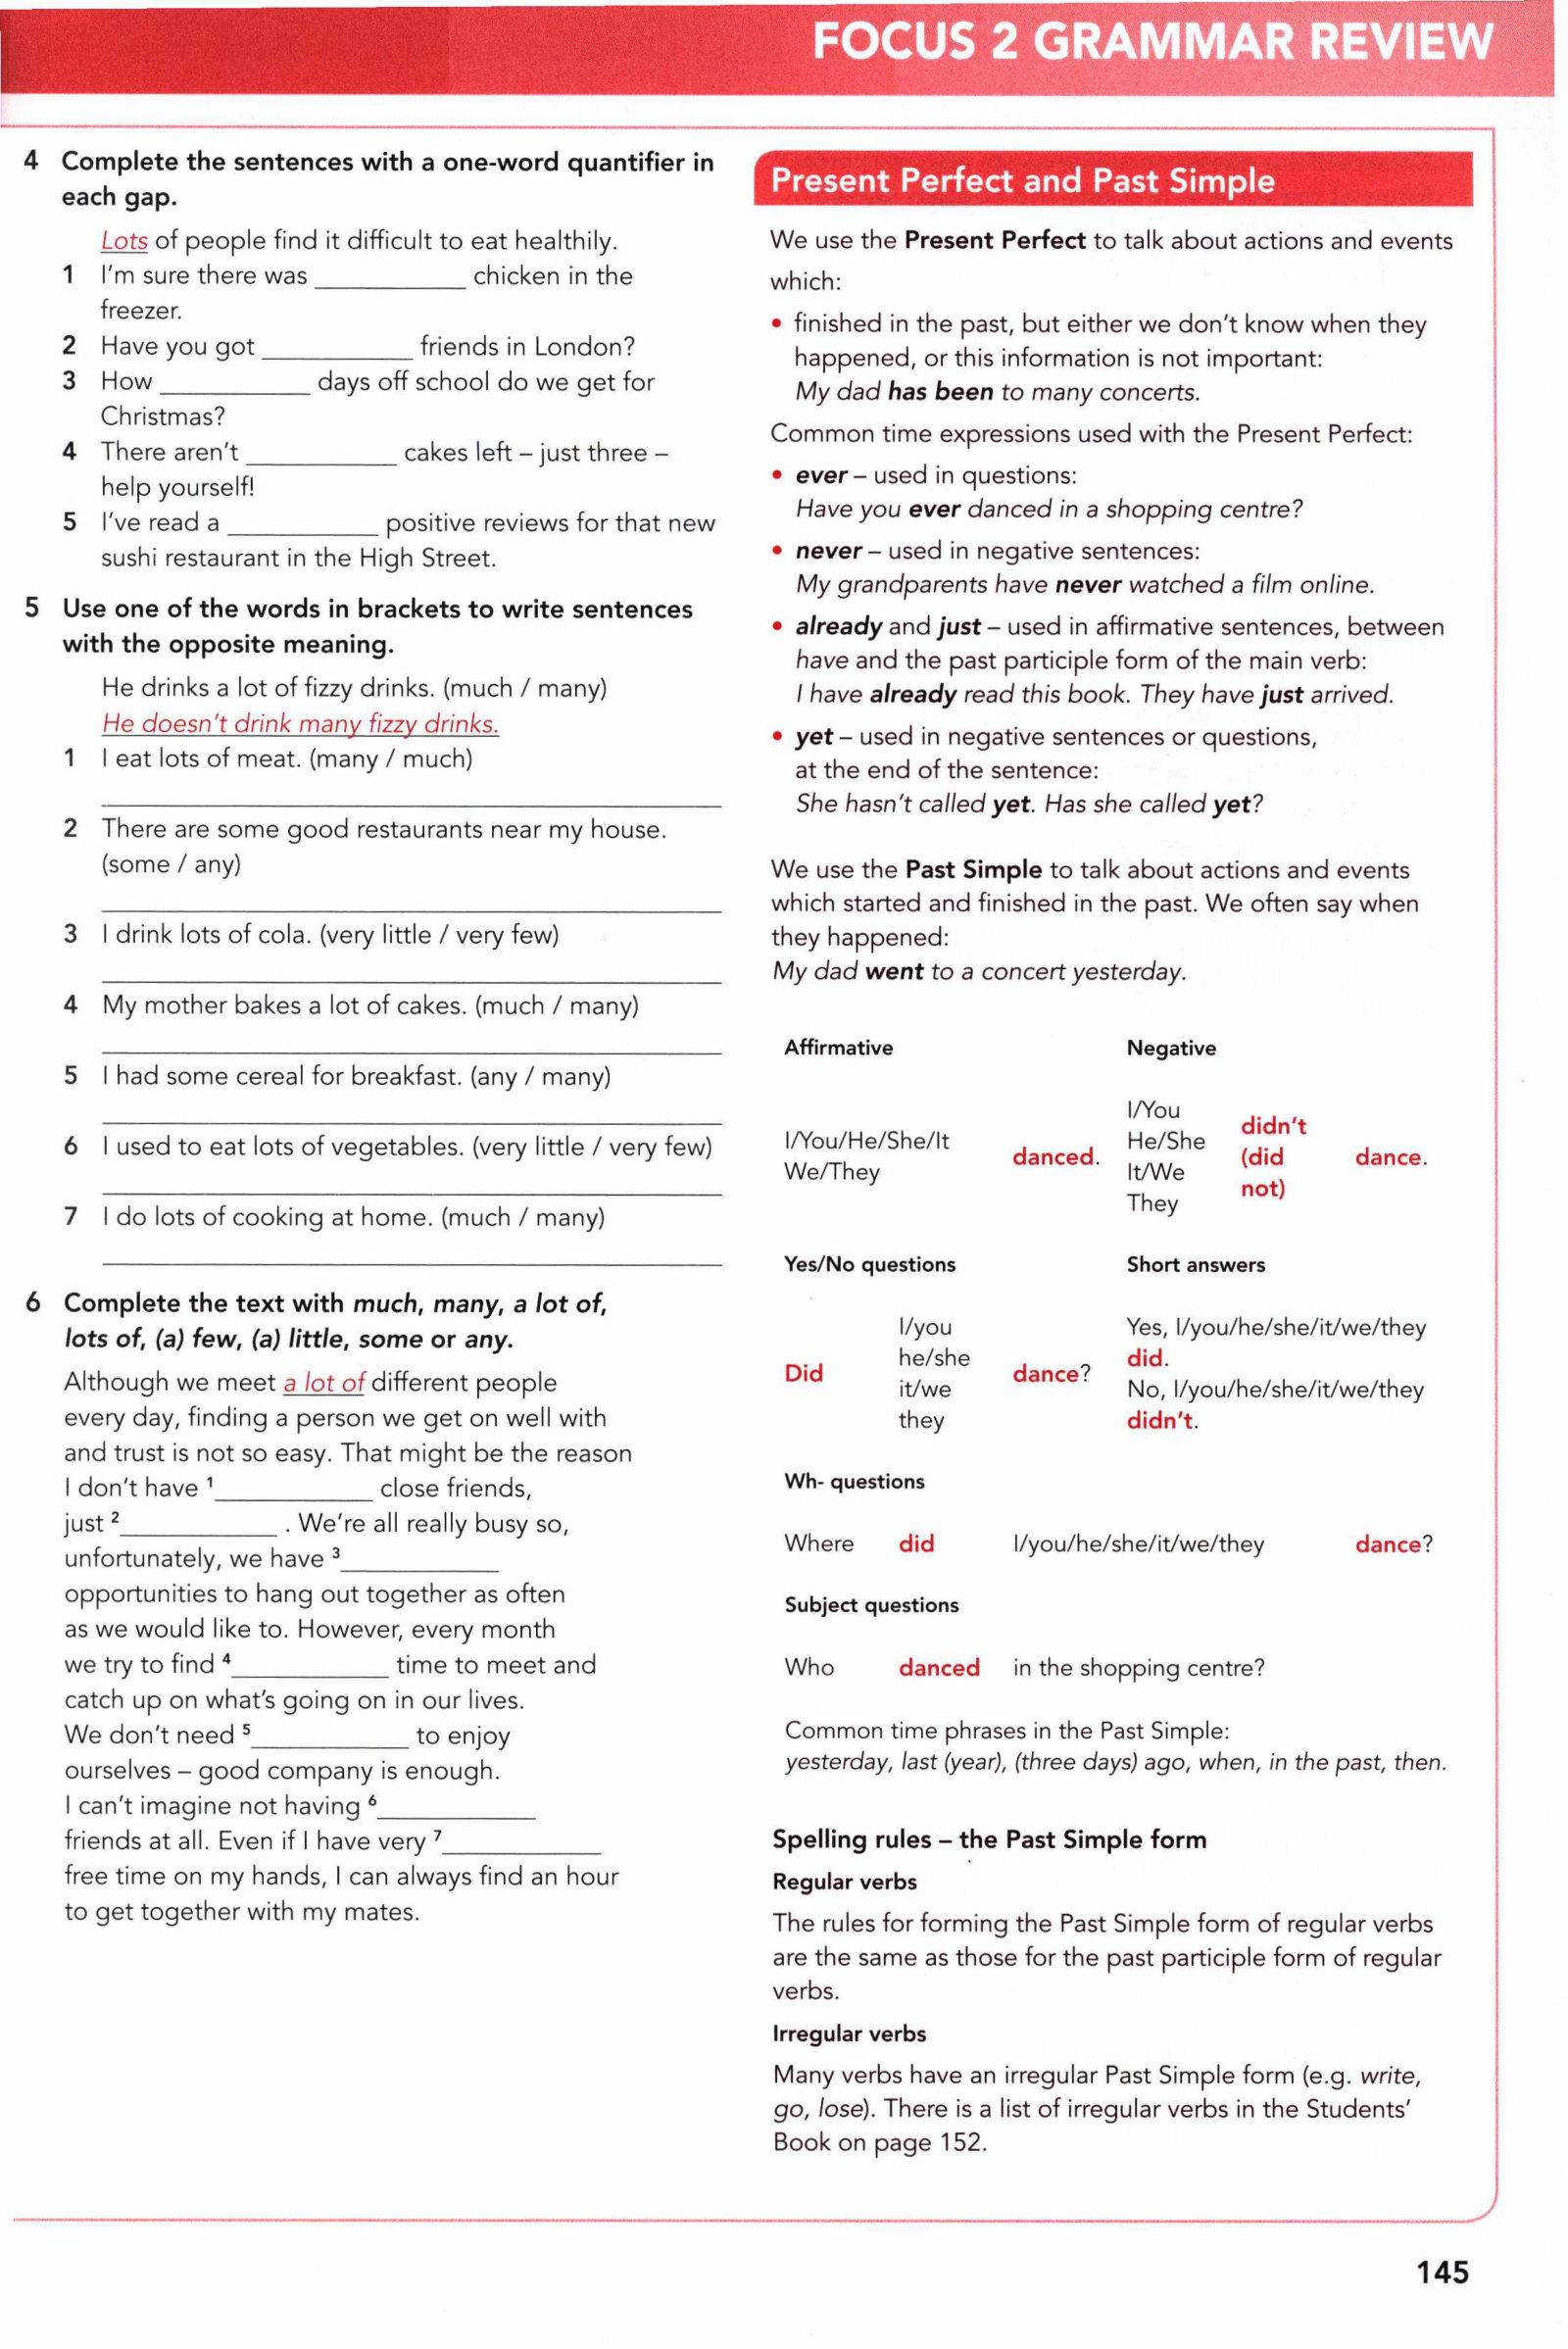 FOCUS 2 GRAMMAR REVIEW
4 Complete the sentences with a one-word quantifier in
each gap.
Lots of people find it difficult to eat healthily.
1 I'm sure there was ____________ chicken in the
freezer.
2 Have you got ____________ friends in London?
3 How ____________ days off school do we get for
Christmas?
4 There aren't ____________ cakes left – just three –
help yourself!
5 I've read a ____________ positive reviews for that new
sushi restaurant in the High Street.
5 Use one of the words in brackets to write sentences
with the opposite meaning.
He drinks a lot of fizzy drinks. (much / many)
He doesn't drink many fizzy drinks.
1 I eat lots of meat. (many / much)
2 There are some good restaurants near my house.
(some / any)
3 I drink lots of cola. (very little / very few)
4 My mother bakes a lot of cakes. (much / many)
5 I had some cereal for breakfast. (any / many)
6 I used to eat lots of vegetables. (very little / very few)
7 I do lots of cooking at home. (much / many)
6 Complete the text with much, many, a lot of,
lots of, (a) few, (a) little, some or any.
Although we meet a lot of different people
every day, finding a person we get on well with
and trust is not so easy. That might be the reason
I don't have 1____________ close friends,
just 2____________ . We're all really busy so,
unfortunately, we have 3____________
opportunities to hang out together as often
as we would like to. However, every month
we try to find 4____________ time to meet and
catch up on what's going on in our lives.
We don't need 5____________ to enjoy
ourselves – good company is enough.
I can't imagine not having 6____________
friends at all. Even if I have very 7____________
free time on my hands, I can always find an hour
to get together with my mates.
Present Perfect and Past Simple
We use the Present Perfect to talk about actions and events
which:
• finished in the past, but either we don't know when they
happened, or this information is not important:
My dad has been to many concerts.
Common time expressions used with the Present Perfect:
• ever – used in questions:
Have you ever danced in a shopping centre?
• never – used in negative sentences:
My grandparents have never watched a film online.
• already and just – used in affirmative sentences, between
have and the past participle form of the main verb:
I have already read this book. They have just arrived.
• yet – used in negative sentences or questions,
at the end of the sentence:
She hasn't called yet. Has she called yet?
We use the Past Simple to talk about actions and events
which started and finished in the past. We often say when
they happened:
My dad went to a concert yesterday.
Affirmative
I/You/He/She/It
We/They
danced.
Negative
I/You
He/She
It/We
They
didn't
(did
not)
dance.
Yes/No questions
Did
I/you
he/she
it/we
they
dance?
Short answers
Yes, I/you/he/she/it/we/they
did.
No, I/you/he/she/it/we/they
didn't.
Wh- questions
Where did I/you/he/she/it/we/they dance?
Subject questions
Who danced in the shopping centre?
Common time phrases in the Past Simple:
yesterday, last (year), (three days) ago, when, in the past, then.
Spelling rules – the Past Simple form
Regular verbs
The rules for forming the Past Simple form of regular verbs
are the same as those for the past participle form of regular
verbs.
Irregular verbs
Many verbs have an irregular Past Simple form (e.g. write,
go, lose). There is a list of irregular verbs in the Students'
Book on page 152.
145